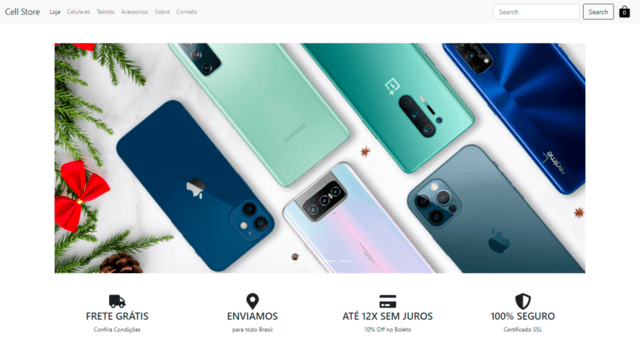 Cell Store Loja Celulares Tablets Acessorios Sobre Contato Search Search 0
SAMSUNG
realme
FRETE GRÁTIS ENVIAMOS ATÉ 12X SEM JUROS 100% SEGURO
Confira Condições para todo Brasil 10% Off no Boleto Certificado SSL